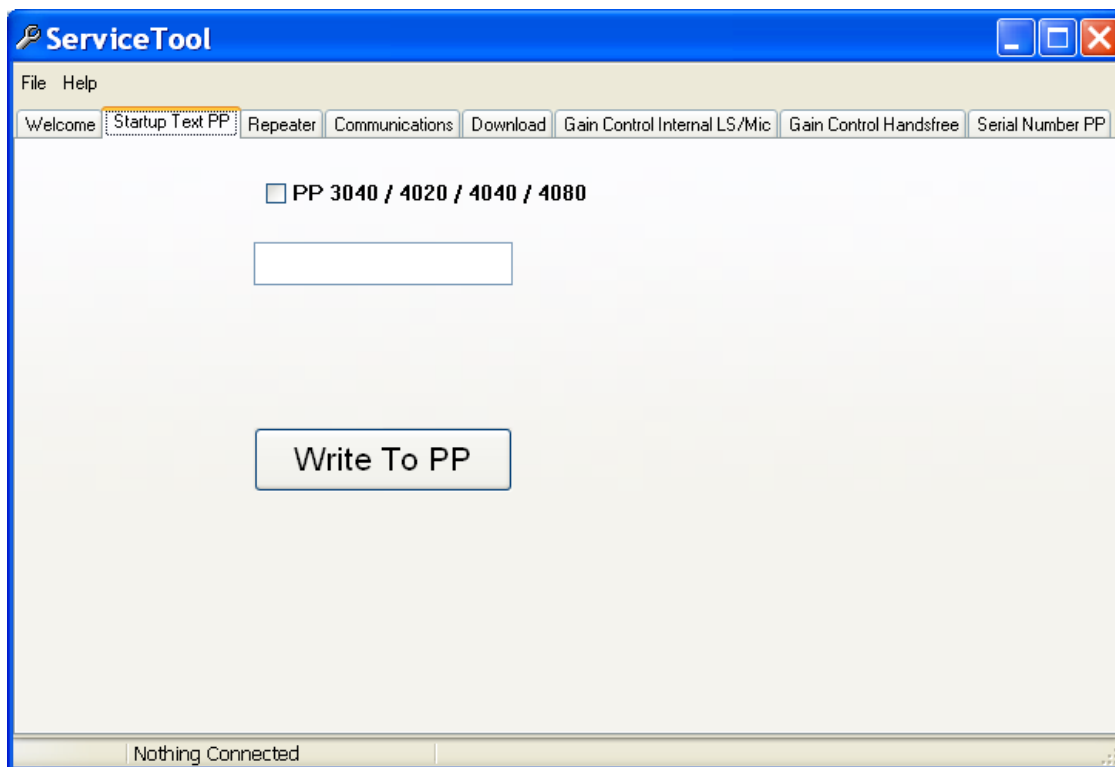 ServiceTool
File Help
Welcome Startup Text PP Repeater Communications Download Gain Control Internal LS/Mic Gain Control Handsfree Serial Number PP
PP 3040 / 4020 / 4040 / 4080
Write To PP
Nothing Connected